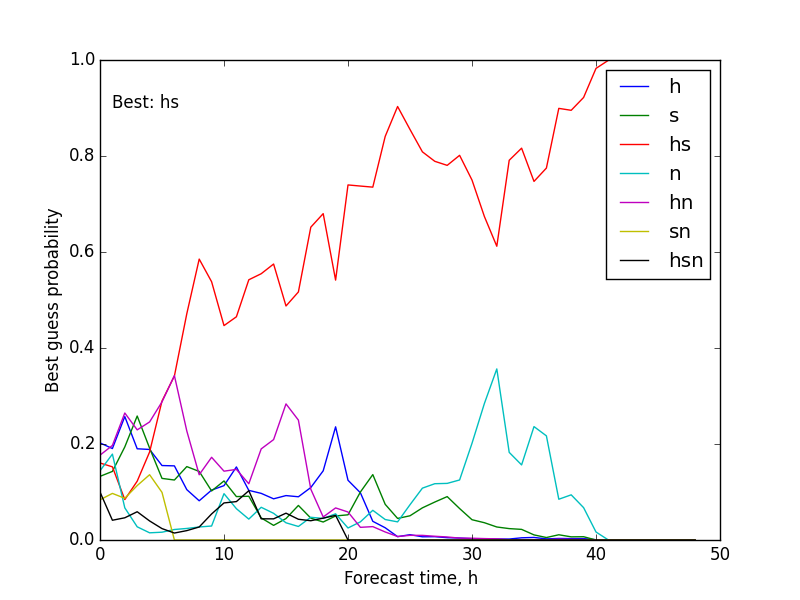 1.0
0.8
0.6
0.4
0.2
0.0
0
10
20
30
40
50
Best guess probability
Forecast time, h
Best: hs
h
s
hs
n
hn
sn
hsn